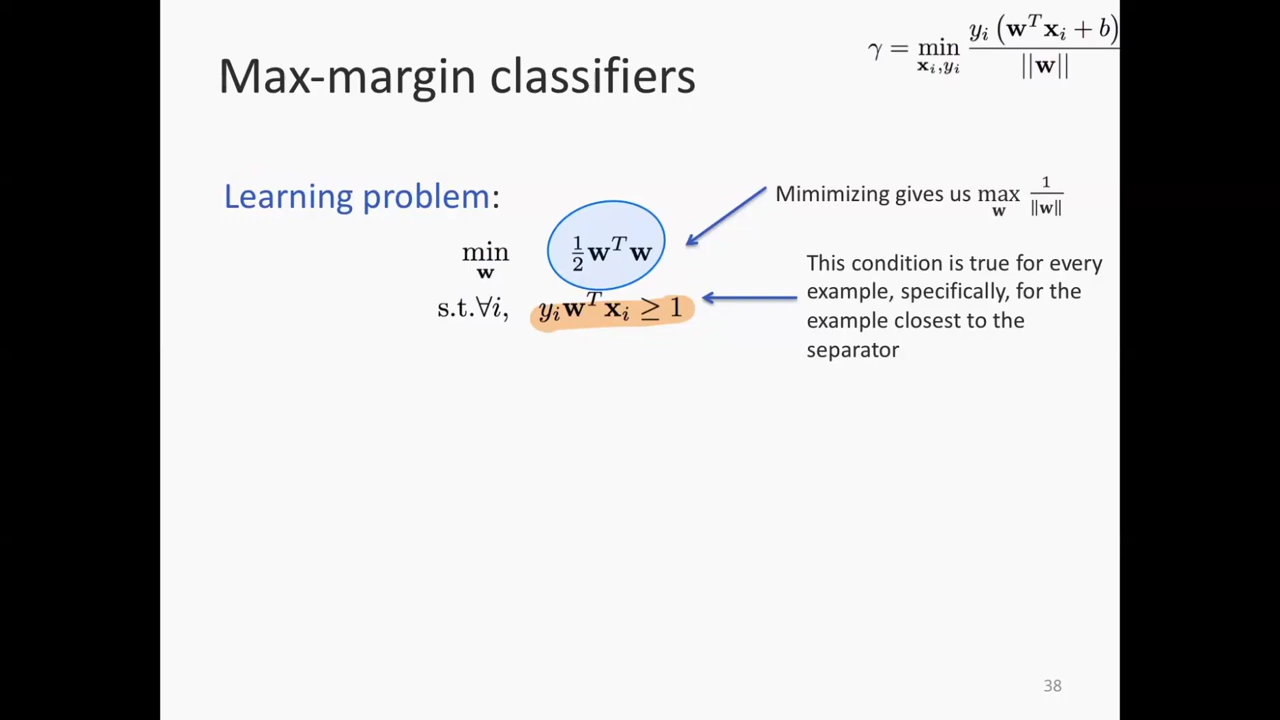 Max-margin classifiers
γ = min_{𝐱_i,y_i} y_i (𝐰^T 𝐱_i + b) / ||𝐰||
Learning problem:
min_𝐰 ½ 𝐰^T 𝐰
s.t.∀i, y_i 𝐰^T 𝐱_i ≥ 1
Mimimizing gives us max_𝐰 1/‖𝐰‖
This condition is true for every
example, specifically, for the
example closest to the
separator
38